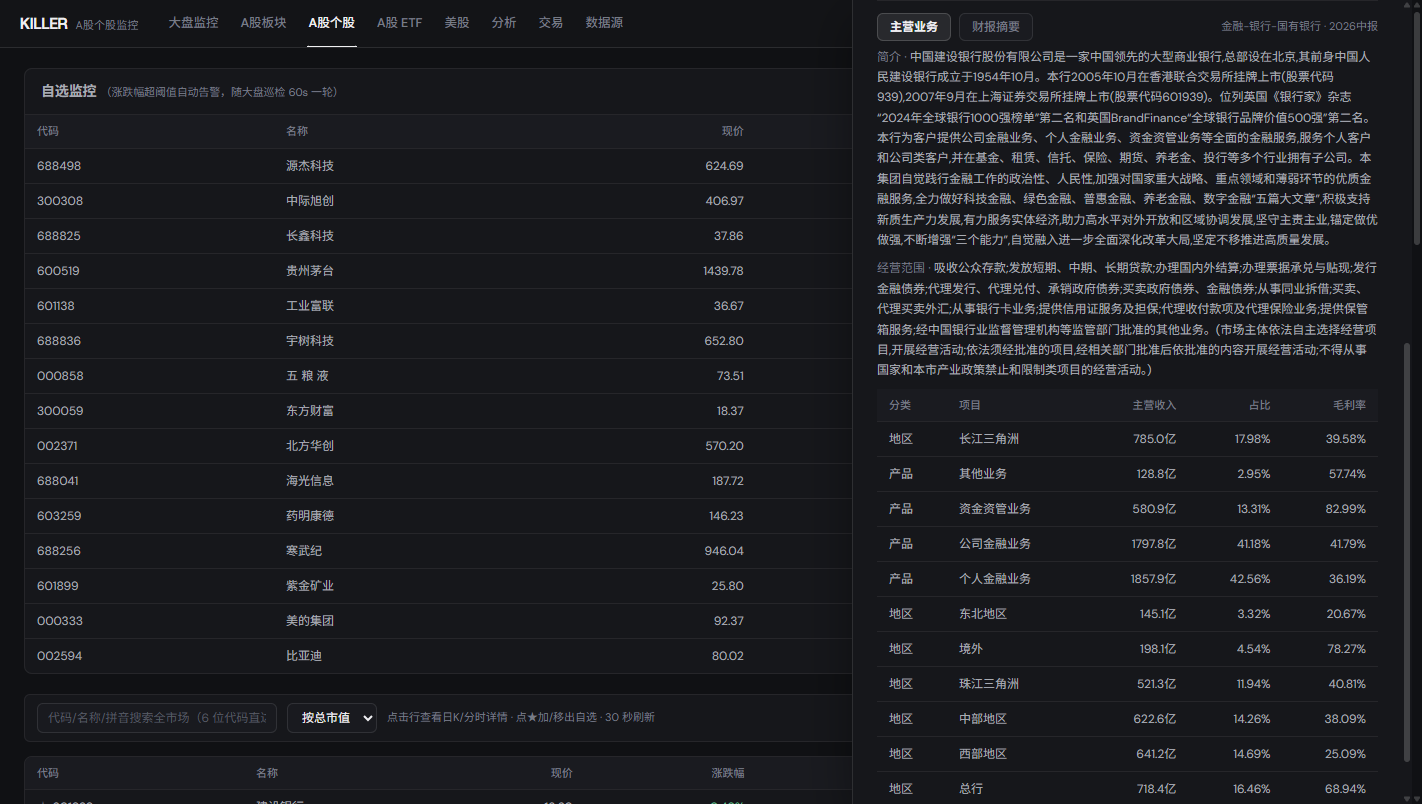 KILLER A股个股监控 大盘监控 A股板块 A股个股 A股 ETF 美股 分析 交易 数据源
自选监控 (涨跌幅超阈值自动告警，随大盘巡检 60s 一轮)
代码 名称 现价
688498 源杰科技 624.69
300308 中际旭创 406.97
688825 长鑫科技 37.86
600519 贵州茅台 1439.78
601138 工业富联 36.67
688836 宇树科技 652.80
000858 五 粮 液 73.51
300059 东方财富 18.37
002371 北方华创 570.20
688041 海光信息 187.72
603259 药明康德 146.23
688256 寒武纪 946.04
601899 紫金矿业 25.80
000333 美的集团 92.37
002594 比亚迪 80.02
代码/名称/拼音搜索全市场（6 位代码直 按总市值 点击行查看日K/分时详情 · 点★加/移出自选 · 30 秒刷新
代码 名称 现价 涨跌幅
主营业务 财报摘要 金融-银行-国有银行 · 2026中报
简介 · 中国建设银行股份有限公司是一家中国领先的大型商业银行,总部设在北京,其前身中国人
民建设银行成立于1954年10月。本行2005年10月在香港联合交易所挂牌上市(股票代码
939),2007年9月在上海证券交易所挂牌上市(股票代码601939)。位列英国《银行家》杂志
“2024年全球银行1000强榜单”第二名和英国BrandFinance“全球银行品牌价值500强”第二名。
本行为客户提供公司金融业务、个人金融业务、资金资管业务等全面的金融服务,服务个人客户
和公司类客户,并在基金、租赁、信托、保险、期货、养老金、投行等多个行业拥有子公司。本
集团自觉践行金融工作的政治性、人民性,加强对国家重大战略、重点领域和薄弱环节的优质金
融服务,全力做好科技金融、绿色金融、普惠金融、养老金融、数字金融“五篇大文章”,积极支持
新质生产力发展,有力服务实体经济,助力高水平对外开放和区域协调发展,坚守主责主业,锚定做优
做强,不断增强“三个能力”,自觉融入进一步全面深化改革大局,坚定不移推进高质量发展。
经营范围 · 吸收公众存款;发放短期、中期、长期贷款;办理国内外结算;办理票据承兑与贴现;发行
金融债券;代理发行、代理兑付、承销政府债券;买卖政府债券、金融债券;从事同业拆借;买卖、
代理买卖外汇;从事银行卡业务;提供信用证服务及担保;代理收付款项及代理保险业务;提供保管
箱服务;经中国银行业监督管理机构等监管部门批准的其他业务。(市场主体依法自主选择经营项
目,开展经营活动;依法须经批准的项目,经相关部门批准后依批准的内容开展经营活动;不得从事
国家和本市产业政策禁止和限制类项目的经营活动。)
分类 项目 主营收入 占比 毛利率
地区 长江三角洲 785.0亿 17.98% 39.58%
产品 其他业务 128.8亿 2.95% 57.74%
产品 资金资管业务 580.9亿 13.31% 82.99%
产品 公司金融业务 1797.8亿 41.18% 41.79%
产品 个人金融业务 1857.9亿 42.56% 36.19%
地区 东北地区 145.1亿 3.32% 20.67%
地区 境外 198.1亿 4.54% 78.27%
地区 珠江三角洲 521.3亿 11.94% 40.81%
地区 中部地区 622.6亿 14.26% 38.09%
地区 西部地区 641.2亿 14.69% 25.09%
地区 总行 718.4亿 16.46% 68.94%